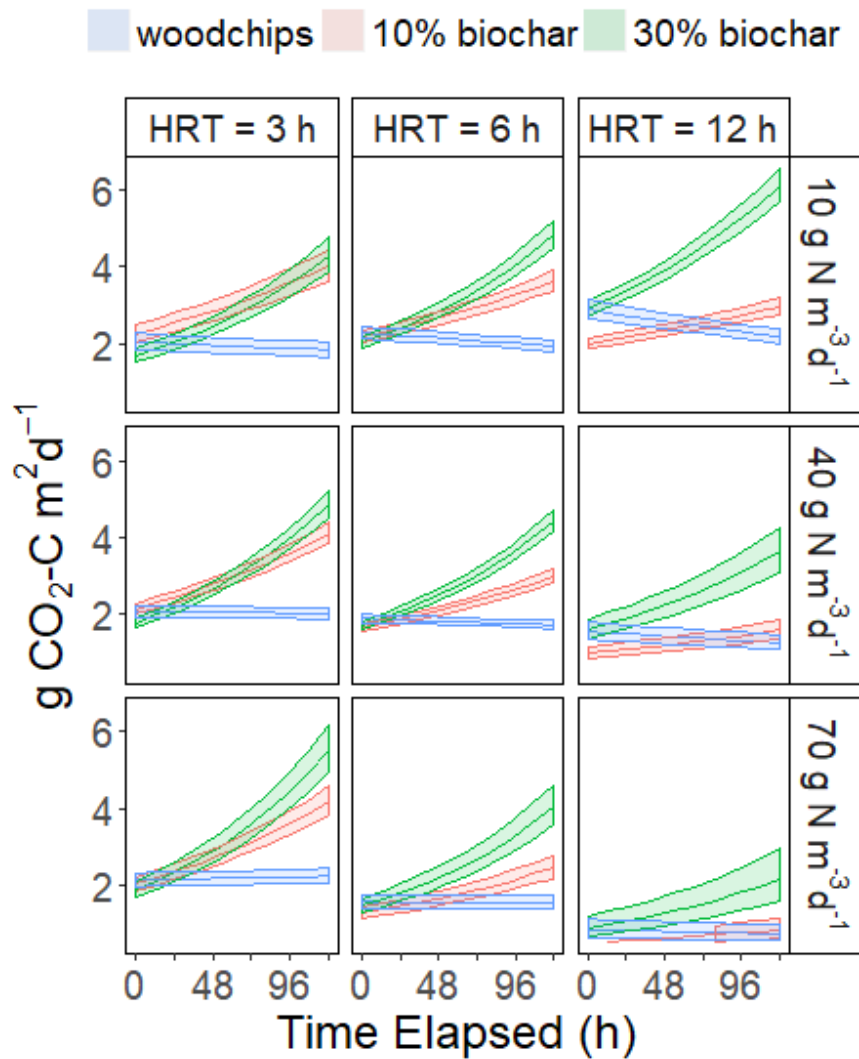 woodchips 10% biochar 30% biochar
HRT = 3 h HRT = 6 h HRT = 12 h
g CO₂-C m²d⁻¹
6
4
2
10 g N m⁻³d⁻¹
6
4
2
40 g N m⁻³d⁻¹
6
4
2
70 g N m⁻³d⁻¹
0 48 96 0 48 96 0 48 96
Time Elapsed (h)